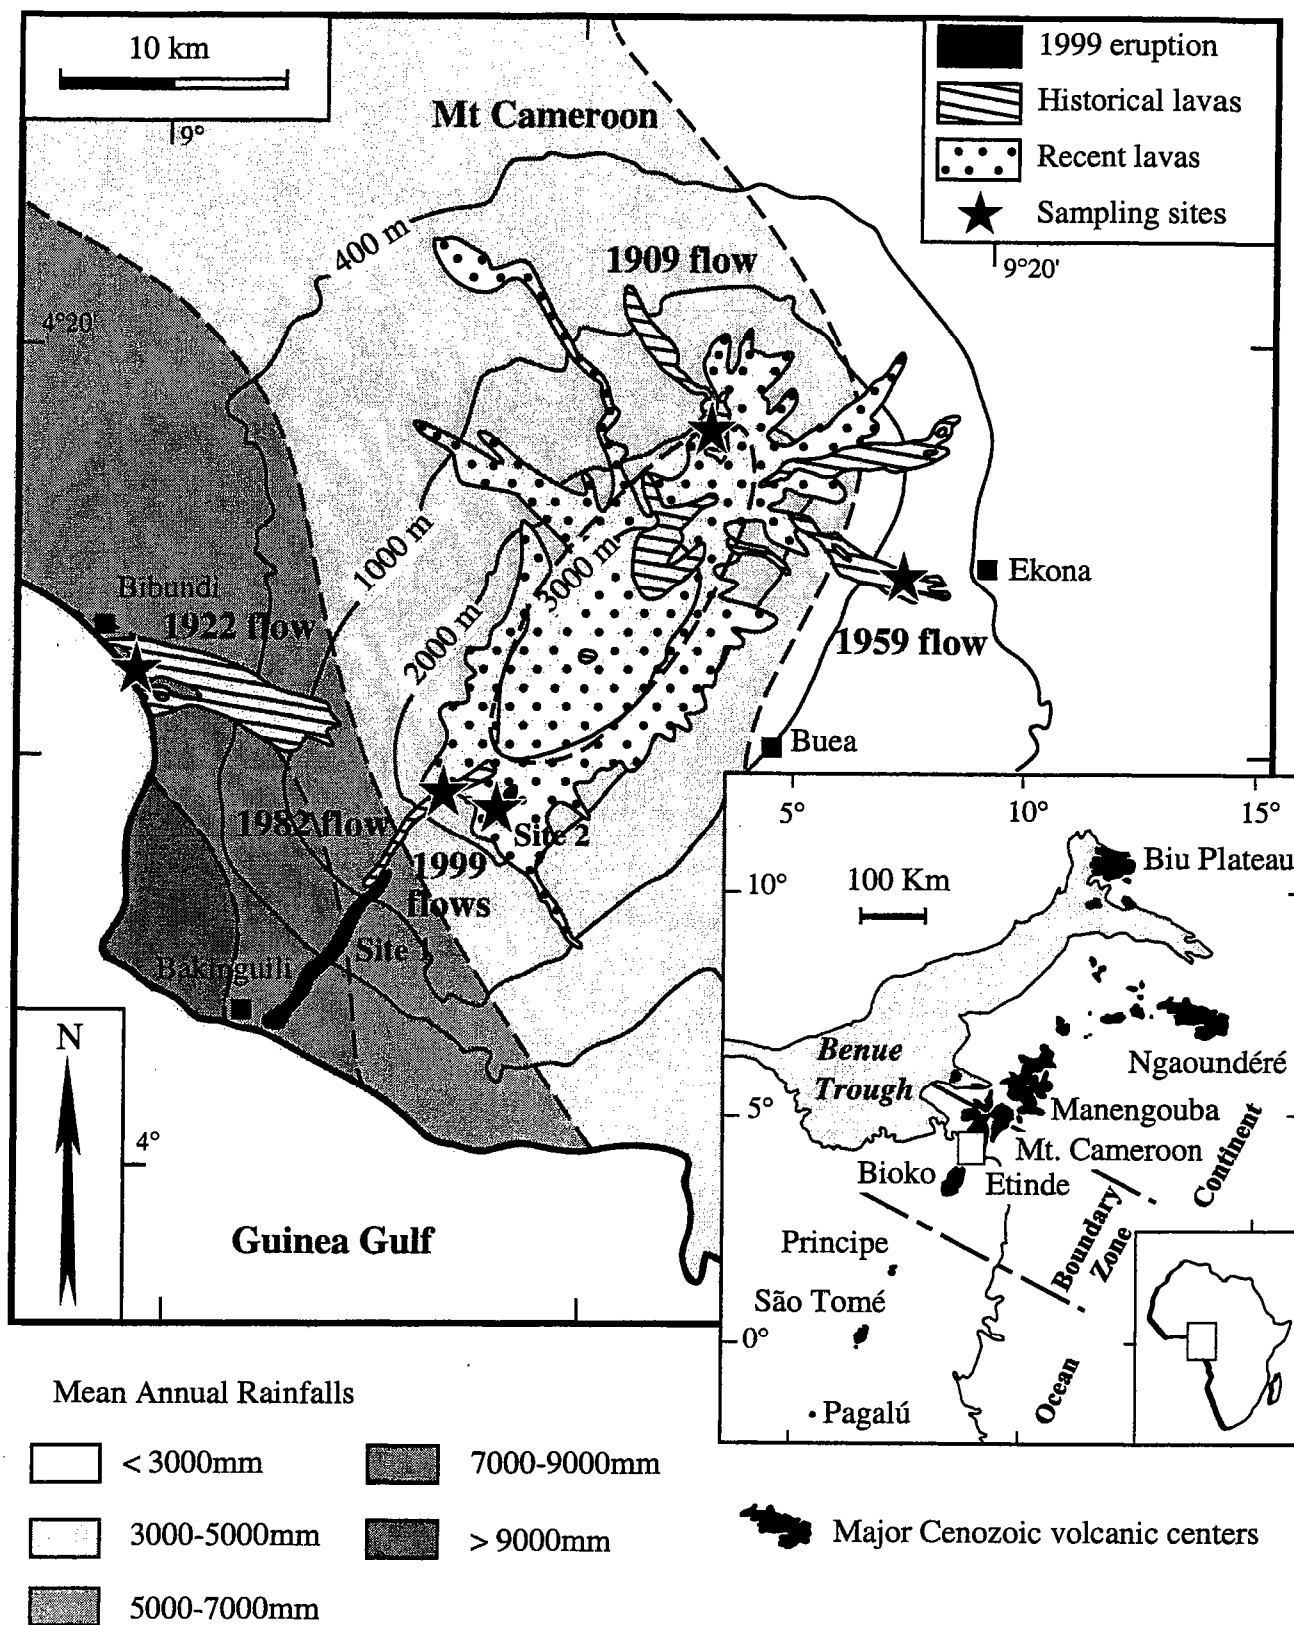 10 km
1999 eruption
Historical lavas
Recent lavas
Sampling sites
9°
Mt Cameroon
9°20'
400 m
1909 flow
4°20'
1000 m
3000 m
Ekona
Bibundi
1922 flow
2000 m
1959 flow
Buea
1982 flow
Site 2
1999
flows
Site 1
Bakinguili
N
4°
Guinea Gulf
5°
10°
15°
Biu Plateau
100 Km
10°
Ngaoundéré
Benue
Trough
5°
Manengouba
Mt. Cameroon
Bioko
Etinde
Continent
Boundary
Zone
Principe
São Tomé
0°
Ocean
Pagalú
Mean Annual Rainfalls
< 3000mm
7000-9000mm
3000-5000mm
> 9000mm
5000-7000mm
Major Cenozoic volcanic centers